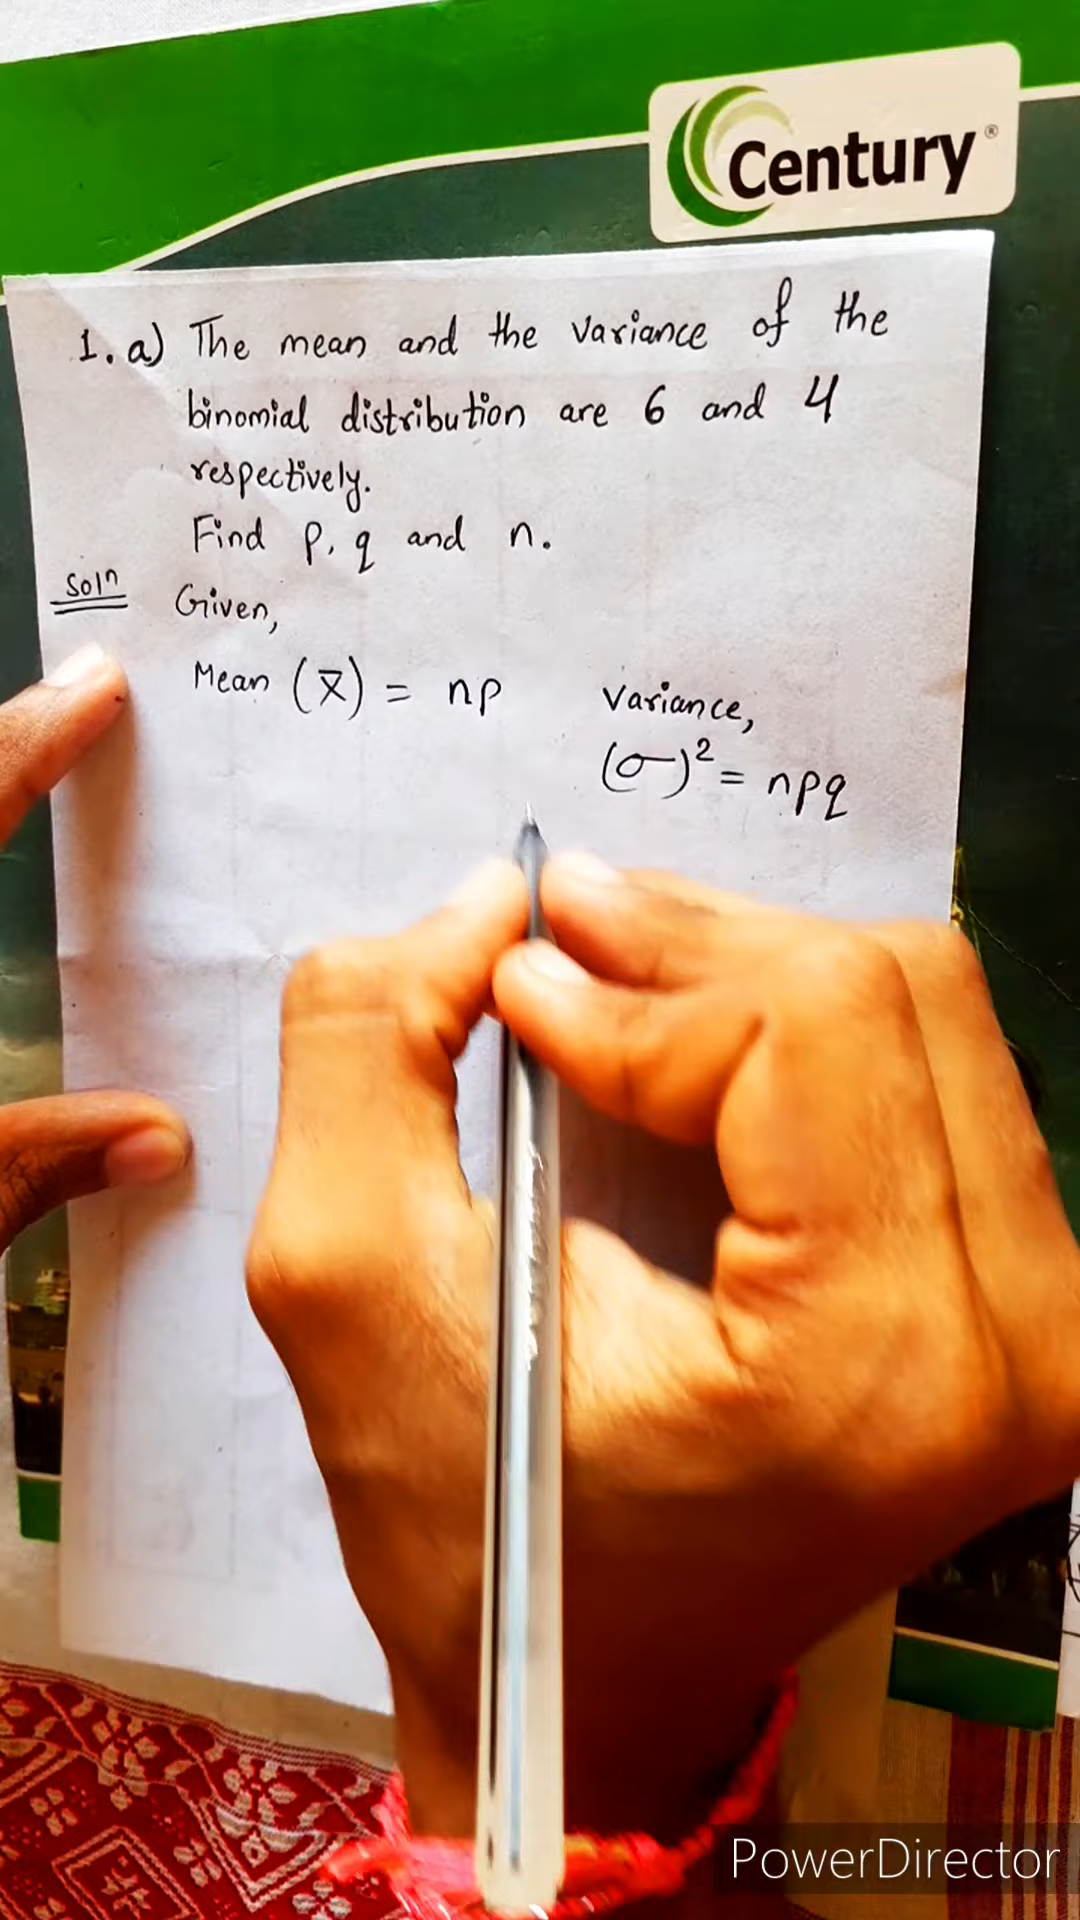 Century®
1. a) The mean and the variance of the
binomial distribution are 6 and 4
respectively.
Find p, q and n.
Soln Given,
Mean (x̄) = np
Variance,
(σ)² = npq
PowerDirector